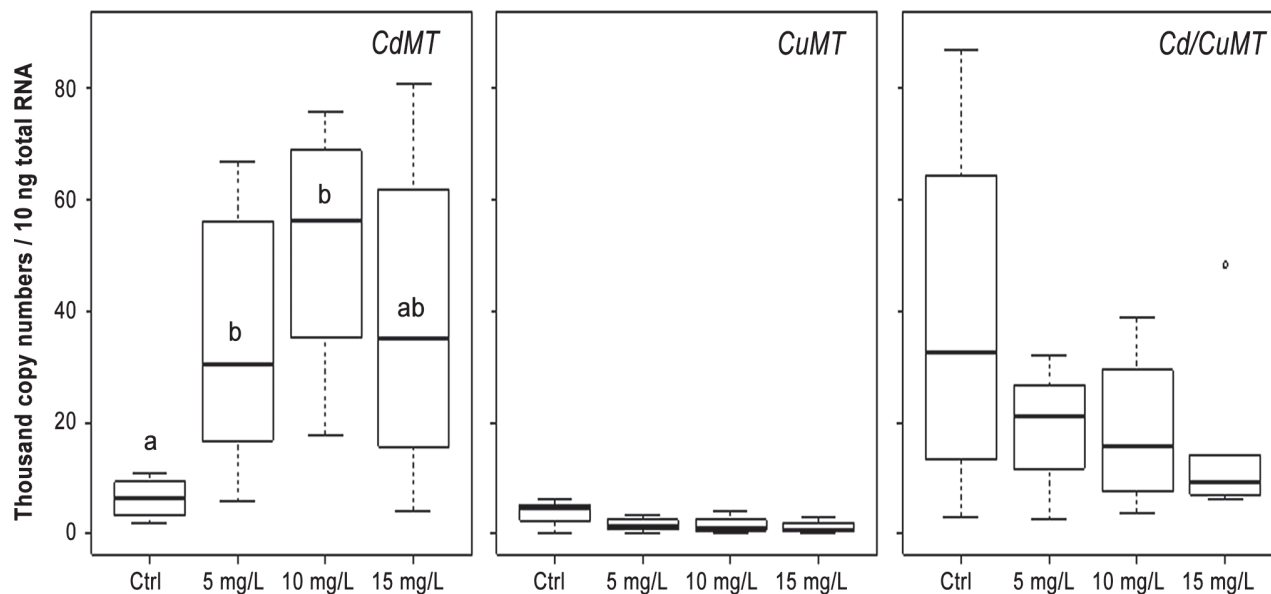 Thousand copy numbers / 10 ng total RNA
CdMT
CuMT
Cd/CuMT
80
60
40
20
0
a
b
b
ab
Ctrl 5 mg/L 10 mg/L 15 mg/L
Ctrl 5 mg/L 10 mg/L 15 mg/L
Ctrl 5 mg/L 10 mg/L 15 mg/L